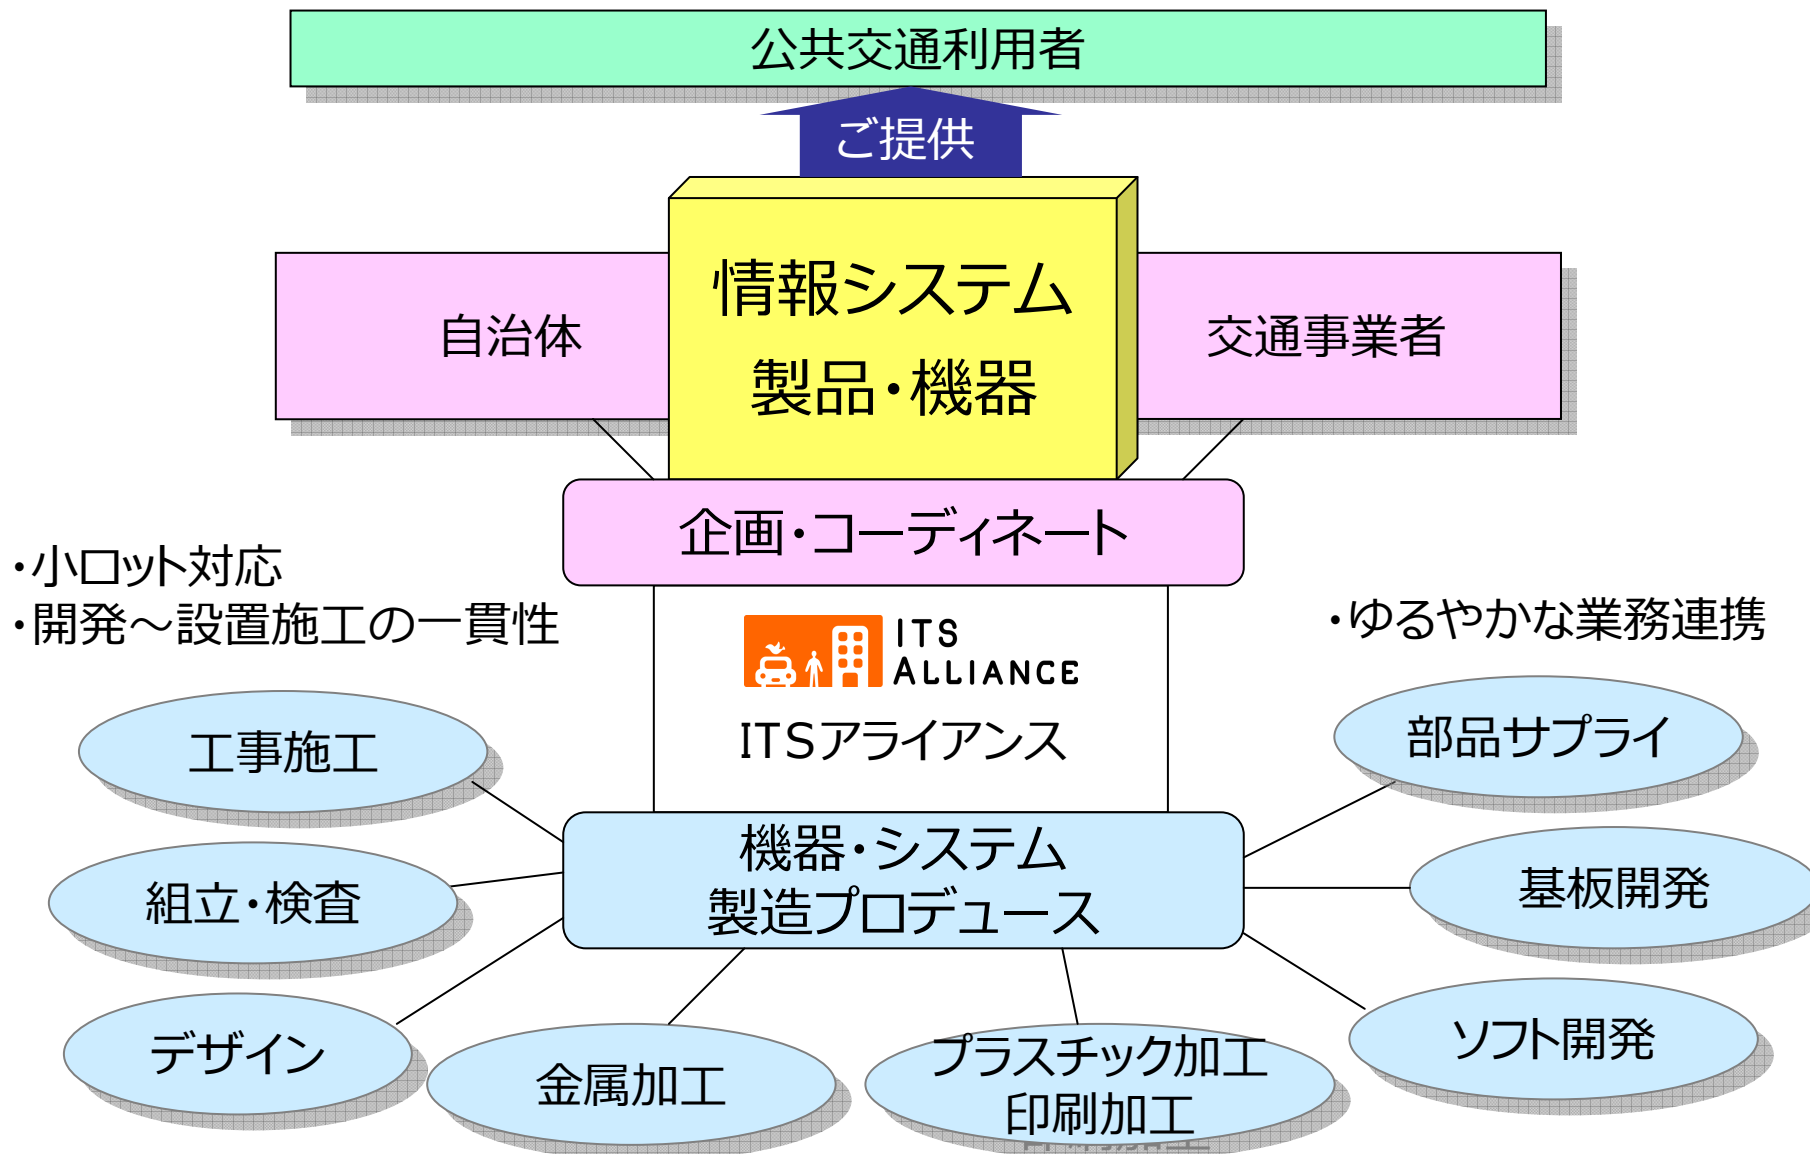 公共交通利用者
ご提供
情報システム
製品・機器
自治体
交通事業者
企画・コーディネート
・小ロット対応
・開発～設置施工の一貫性
・ゆるやかな業務連携
ITS
ALLIANCE
ITSアライアンス
工事施工
部品サプライ
機器・システム
製造プロデュース
組立・検査
基板開発
デザイン
ソフト開発
金属加工
プラスチック加工
印刷加工